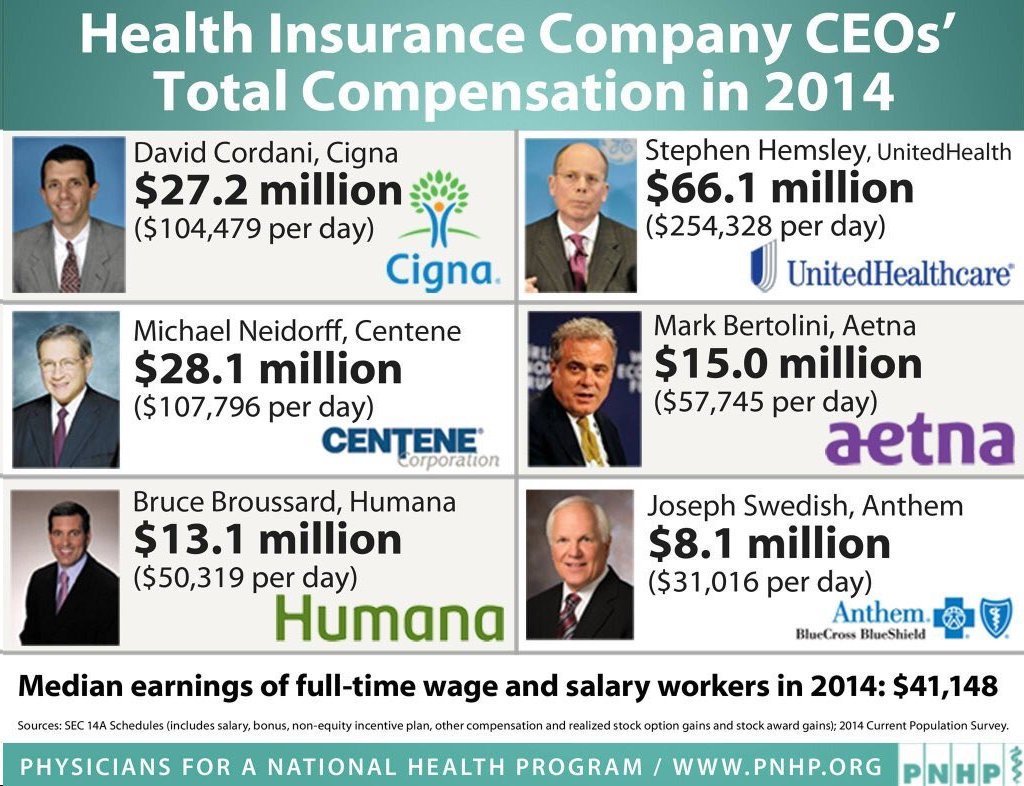 Health Insurance Company CEOs'
Total Compensation in 2014
David Cordani, Cigna
$27.2 million
($104,479 per day)
Cigna.
Stephen Hemsley, UnitedHealth
$66.1 million
($254,328 per day)
UnitedHealthcare®
Michael Neidorff, Centene
$28.1 million
($107,796 per day)
CENTENE®
Corporation
Mark Bertolini, Aetna
$15.0 million
($57,745 per day)
aetna
Bruce Broussard, Humana
$13.1 million
($50,319 per day)
Humana
Joseph Swedish, Anthem
$8.1 million
($31,016 per day)
Anthem.
BlueCross BlueShield
Median earnings of full-time wage and salary workers in 2014: $41,148
Sources: SEC 14A Schedules (includes salary, bonus, non-equity incentive plan, other compensation and realized stock option gains and stock award gains); 2014 Current Population Survey.
PHYSICIANS FOR A NATIONAL HEALTH PROGRAM / WWW.PNHP.ORG
PNHP